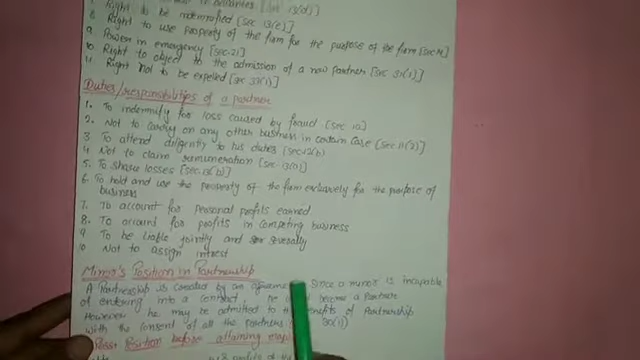 Right to be indemnified [sec 13(e)]
8 Right to use property of the firm for the purpose of the firm [sec 15]
9 Power in emergency [sec-21]
10. Right to object to the admission of a new partner [sec 31(1)]
11 Right not to be expelled [sec 33(1)]
Duties/responsibilities of a partner
1. To indemnify for loss caused by fraud [sec 10]
2. Not to carry on any other business in certain case [sec 11(2)]
3 To attend diligently to his duties [sec-12(b)
4 Not to claim remuneration [sec 13(a)]
5. To share losses [sec.13(b)]
6. To hold and use the property of the firm exclusively for the purpose of
business
7. To account for personal profits earned
8. To account for profits in competing business
9 To be liable jointly and severally
10 Not to assign intrest
Minor's Position in Partnership
A Partnership is created by an Since a minor is incapable
of entering into a contract, he become a Partner
However he may be admitted to the benefits of Partnership
with the consent of all the partners 30(1)
Position before attaining
profits of the